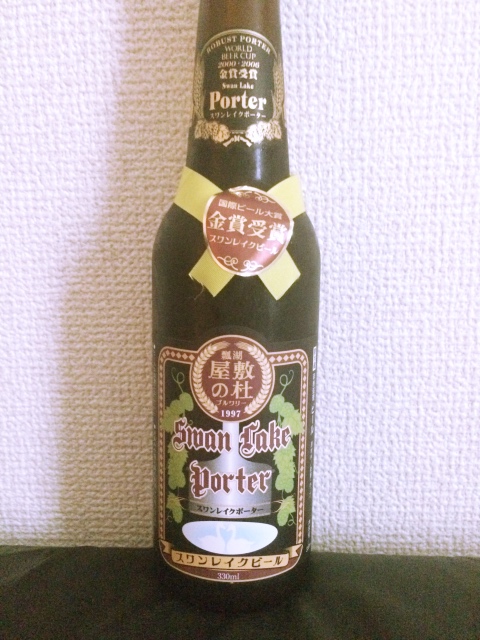 ROBUST PORTER
WORLD
BEER CUP
2000・2006
金賞受賞
Swan Lake
Porter
スワンレイクポーター
国際ビール大賞
金賞受賞
スワンレイクビール
瓢湖
屋敷
の杜
ブルワリー
1997
Swan Lake
Porter
スワンレイクポーター
スワンレイクビール
330ml